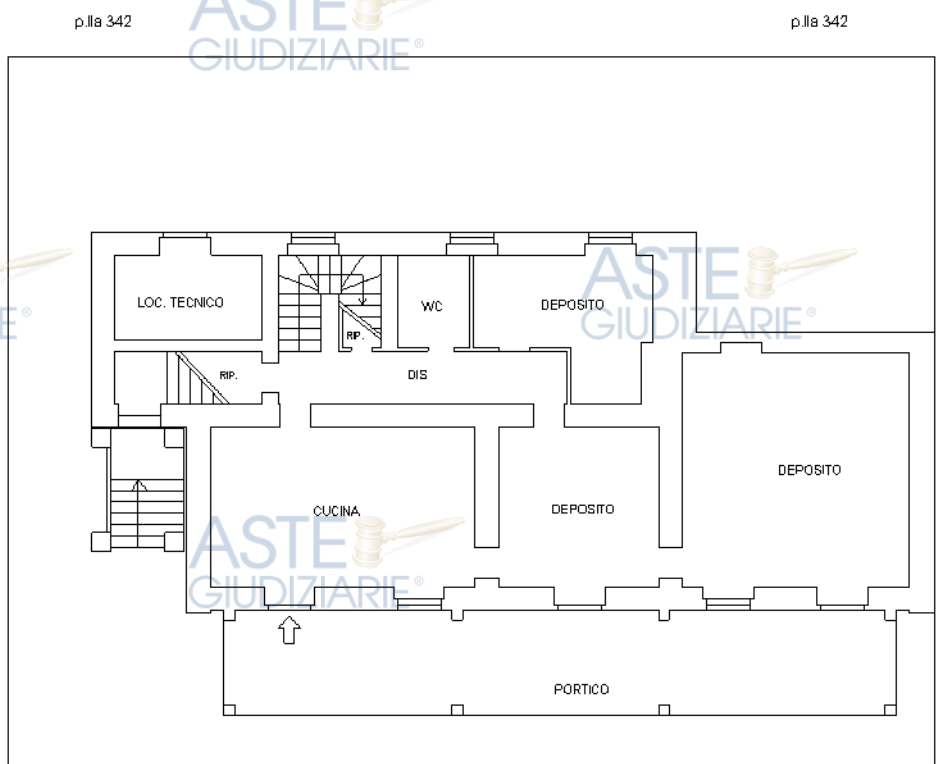 ASTE
GIUDIZIARIE®
p.lla 342
p.lla 342
LOC. TECNICO
WC
DEPOSITO
ASTE
GIUDIZIARIE®
E®
RIP.
RIP.
DIS
DEPOSITO
CUCINA
DEPOSITO
ASTE
GIUDIZIARIE®
PORTICO